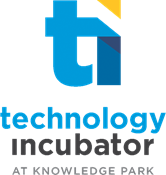 ti
technology
incubator
AT KNOWLEDGE PARK